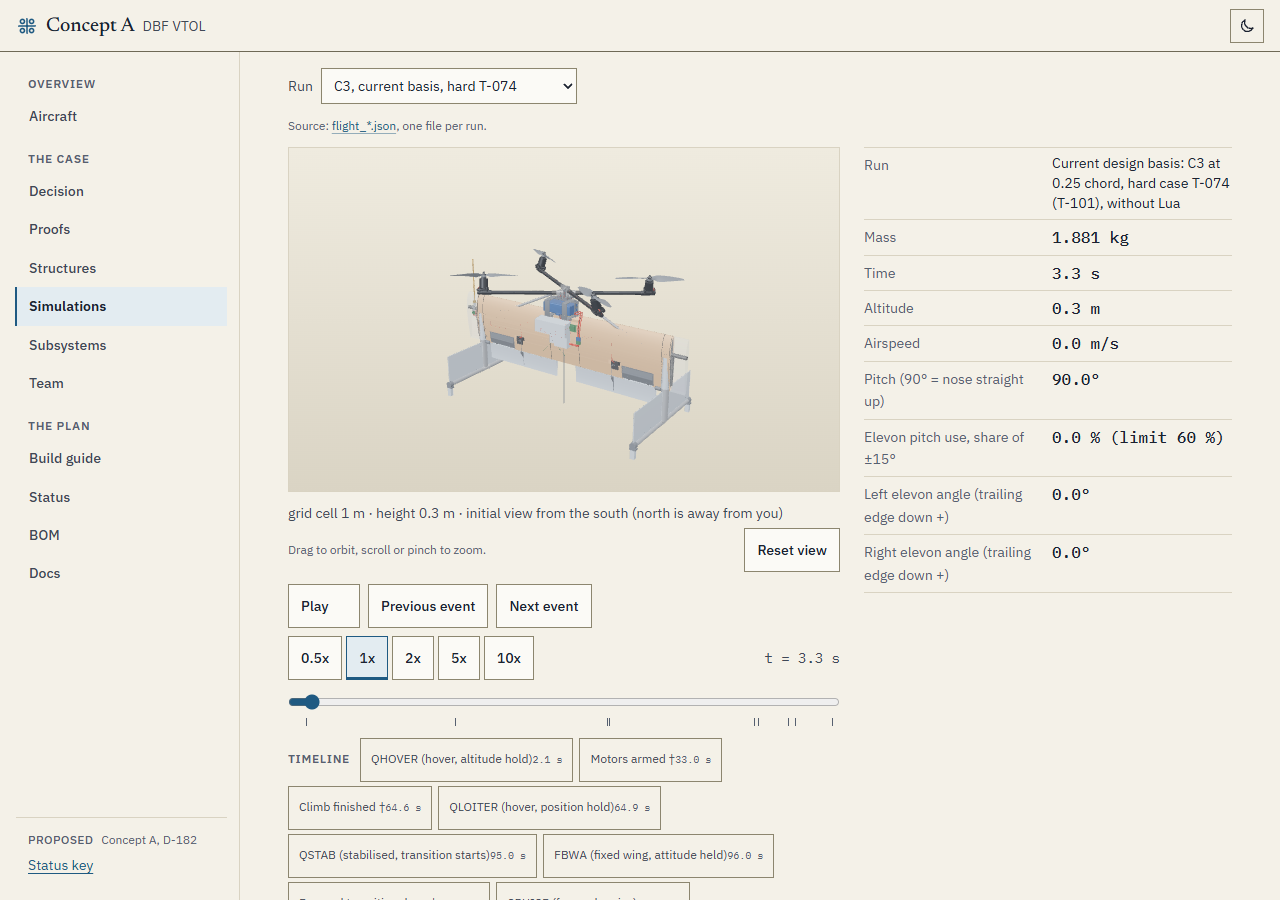 Concept A DBF VTOL
OVERVIEW
Aircraft
THE CASE
Decision
Proofs
Structures
Simulations
Subsystems
Team
THE PLAN
Build guide
Status
BOM
Docs
PROPOSED Concept A, D-182
Status key
Run C3, current basis, hard T-074
Source: flight_*.json, one file per run.
grid cell 1 m · height 0.3 m · initial view from the south (north is away from you)
Drag to orbit, scroll or pinch to zoom.
Reset view
Play Previous event Next event
0.5x 1x 2x 5x 10x t = 3.3 s
TIMELINE QHOVER (hover, altitude hold)2.1 s Motors armed †33.0 s
Climb finished †64.6 s QLOITER (hover, position hold)64.9 s
QSTAB (stabilised, transition starts)95.0 s FBWA (fixed wing, attitude held)96.0 s
Run Current design basis: C3 at
0.25 chord, hard case T-074
(T-101), without Lua
Mass 1.881 kg
Time 3.3 s
Altitude 0.3 m
Airspeed 0.0 m/s
Pitch (90° = nose straight
up) 90.0°
Elevon pitch use, share of
±15° 0.0 % (limit 60 %)
Left elevon angle (trailing
edge down +) 0.0°
Right elevon angle (trailing
edge down +) 0.0°